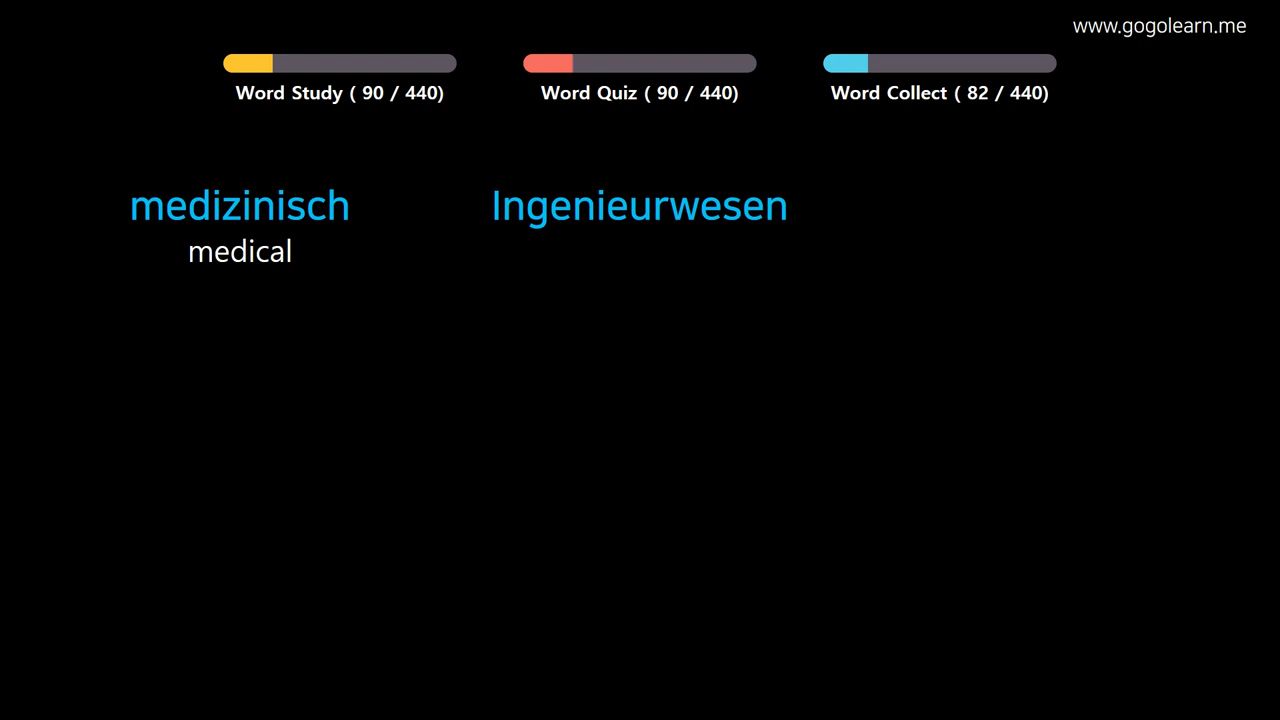 www.gogolearn.me
Word Study ( 90 / 440)
Word Quiz ( 90 / 440)
Word Collect ( 82 / 440)
medizinisch
medical
Ingenieurwesen